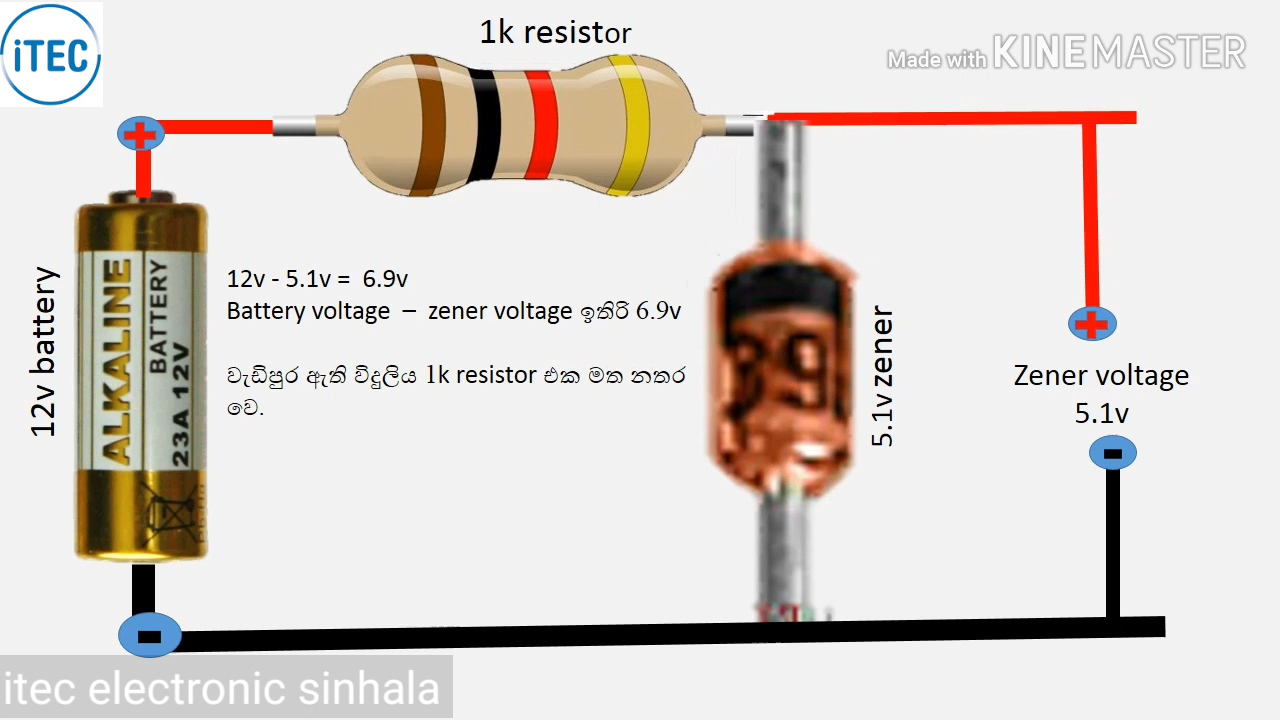 iTEC
1k resistor
Made with KINEMASTER
12v battery
ALKALINE
BATTERY
23A 12V
12v - 5.1v = 6.9v
Battery voltage – zener voltage ඉතිරි 6.9v
වැඩිපුර ඇති විදුලිය 1k resistor එක මත නතර
වෙ.
5.1v zener
Zener voltage
5.1v
itec electronic sinhala